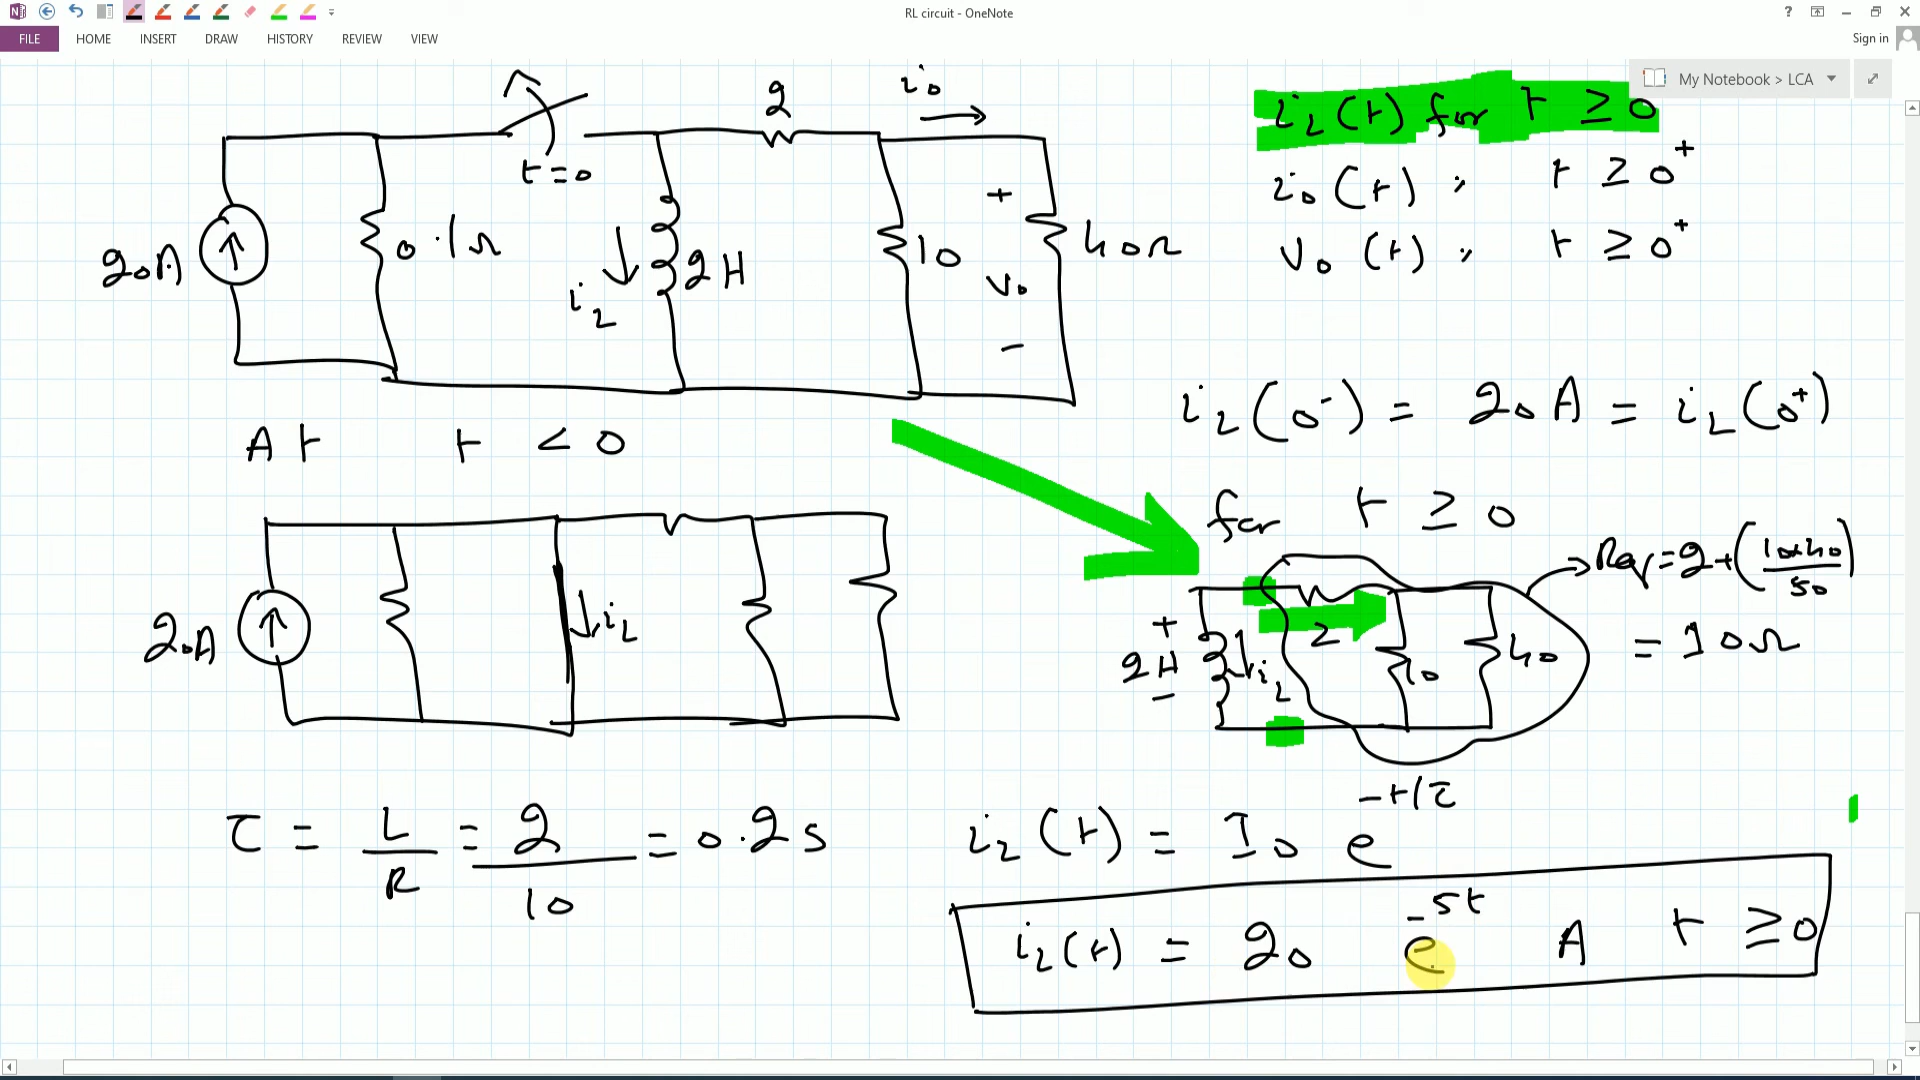 RL circuit - OneNote
FILE HOME INSERT DRAW HISTORY REVIEW VIEW
Sign in
My Notebook > LCA
t=0
2
i₀
20A
0.1Ω
i_L
2H
10
+
v₀
-
40Ω
i_L(t) for t ≥ 0
i₀(t) ; t ≥ 0⁺
v₀(t) ; t ≥ 0⁺
i_L(0⁻) = 20A = i_L(0⁺)
At t < 0
20A
i_L
for t ≥ 0
Req = 2+(10×40/50)
= 10Ω
+
2H
-
i_L
2
10
40
τ = L/R = 2/10 = 0.2s
i_L(t) = I₀ e^(-t/τ)
i_L(t) = 20 e^(-5t) A t ≥ 0